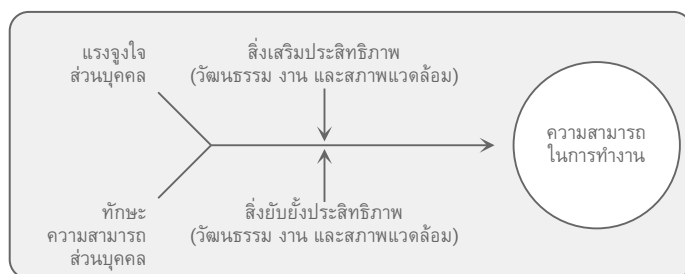 แรงจูงใจ
ส่วนบุคคล
สิ่งเสริมประสิทธิภาพ
(วัฒนธรรม งาน และสภาพแวดล้อม)
ความสามารถ
ในการทำงาน
ทักษะ
ความสามารถ
ส่วนบุคคล
สิ่งยับยั้งประสิทธิภาพ
(วัฒนธรรม งาน และสภาพแวดล้อม)